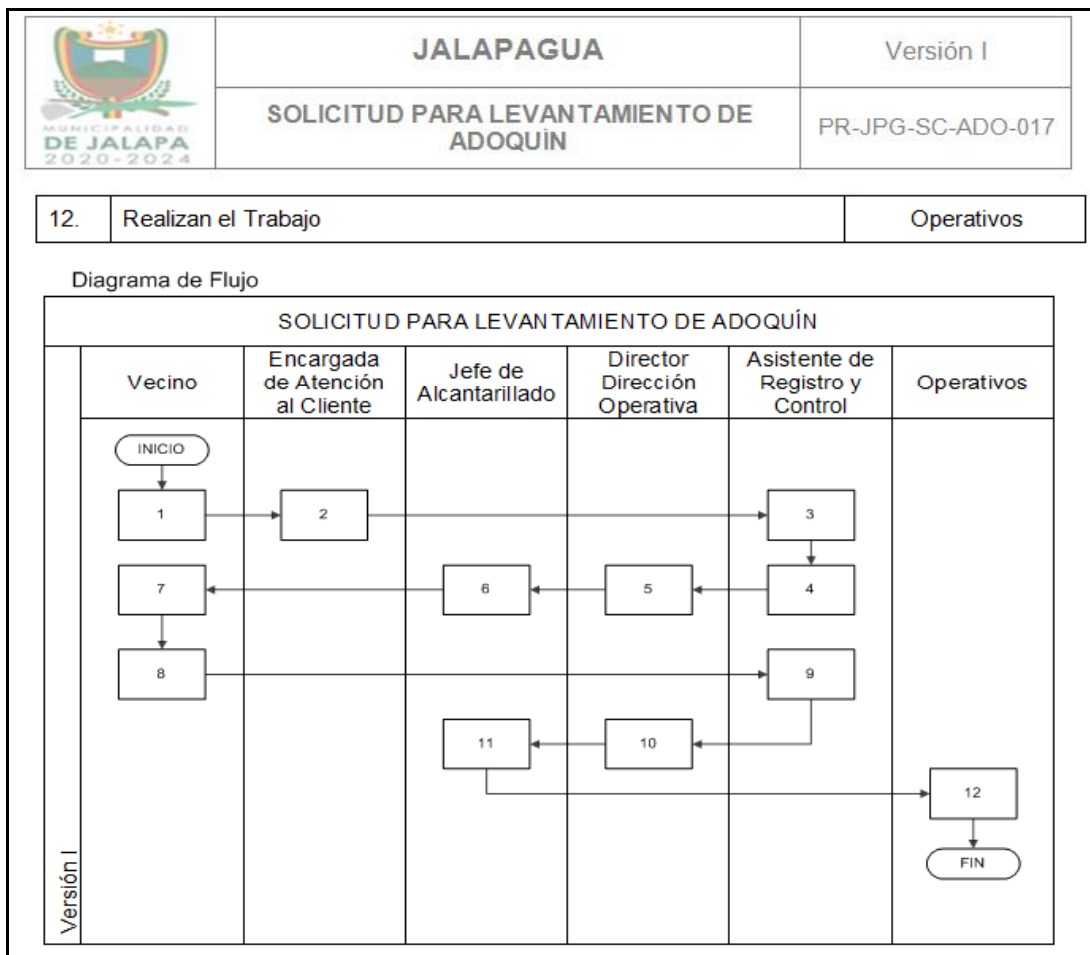 JALAPAGUA
Versión I
MUNICIPALIDAD
DE JALAPA
2020-2024
SOLICITUD PARA LEVANTAMIENTO DE
ADOQUÌN
PR-JPG-SC-ADO-017
12. Realizan el Trabajo Operativos
Diagrama de Flujo
SOLICITUD PARA LEVANTAMIENTO DE ADOQUÍN
Vecino
Encargada
de Atención
al Cliente
Jefe de
Alcantarillado
Director
Dirección
Operativa
Asistente de
Registro y
Control
Operativos
INICIO
1 2 3
7 6 5 4
8 9
11 10
12
FIN
Versión I